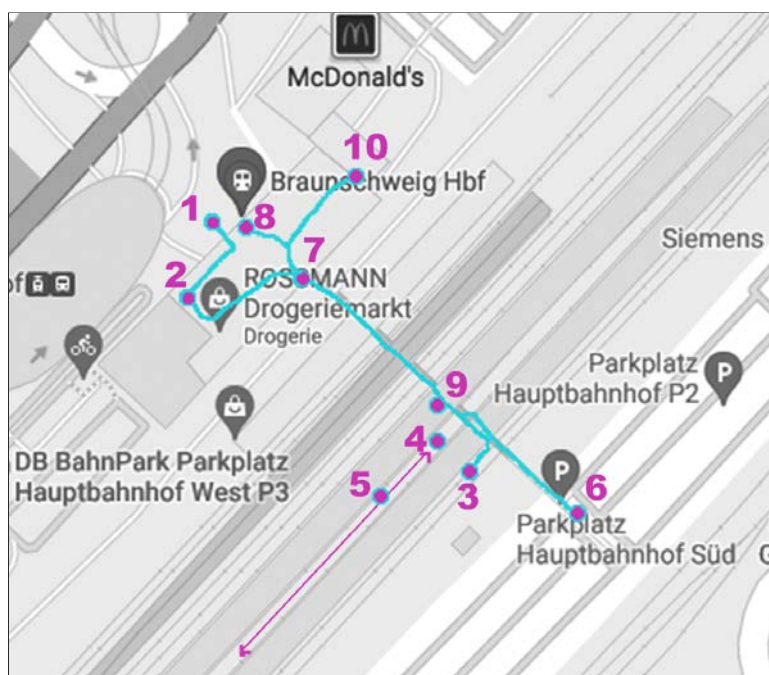 McDonald's
10
Braunschweig Hbf
1
8
Siemens
7
2
ROSSMANN
Drogeriemarkt
Drogerie
of
Parkplatz
Hauptbahnhof P2
P
9
4
DB BahnPark Parkplatz
Hauptbahnhof West P3
5
3
P
6
Parkplatz
Hauptbahnhof Süd
G